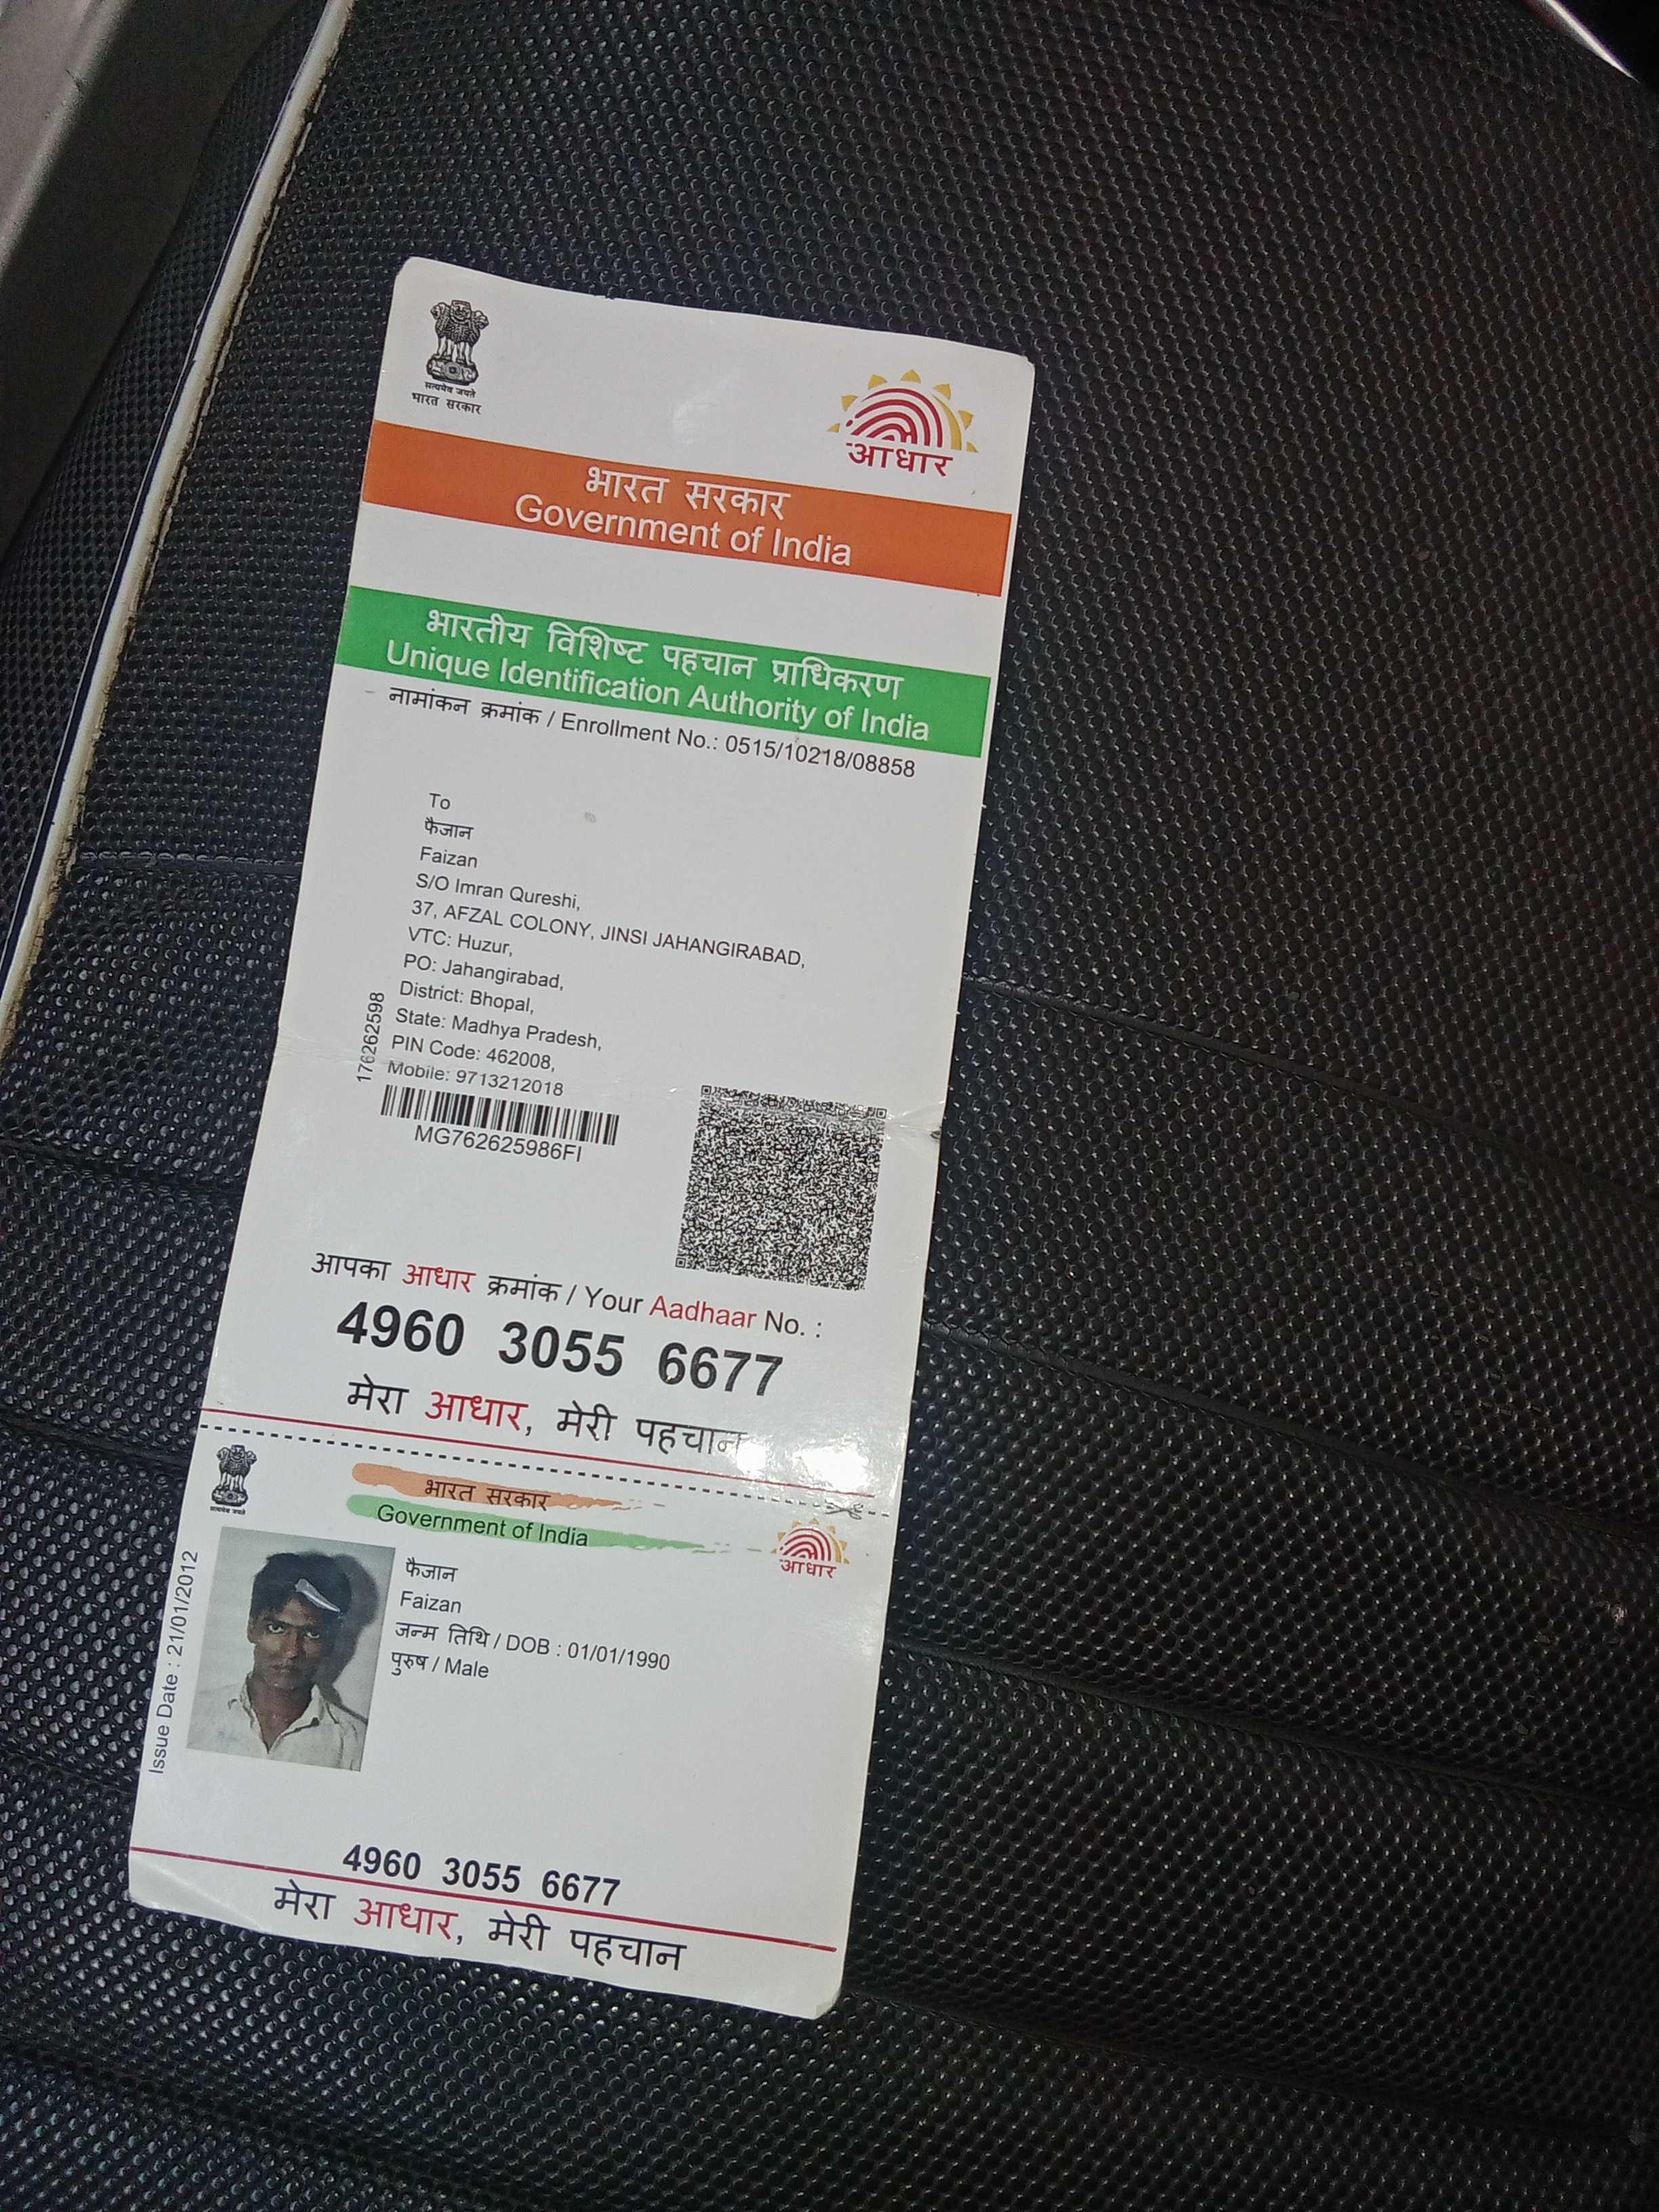 सत्यमेव जयते
भारत सरकार
आधार
भारत सरकार
Government of India
भारतीय विशिष्ट पहचान प्राधिकरण
Unique Identification Authority of India
नामांकन क्रमांक / Enrollment No.: 0515/10218/08858
To
फैजान
Faizan
S/O Imran Qureshi,
37, AFZAL COLONY, JINSI JAHANGIRABAD,
VTC: Huzur,
PO: Jahangirabad,
District: Bhopal,
State: Madhya Pradesh,
PIN Code: 462008,
Mobile: 9713212018
176262598
MG762625986FI
आपका आधार क्रमांक / Your Aadhaar No. :
4960 3055 6677
मेरा आधार, मेरी पहचान
सत्यमेव जयते
भारत सरकार
Government of India
आधार
Issue Date : 21/01/2012
फैजान
Faizan
जन्म तिथि / DOB : 01/01/1990
पुरुष / Male
4960 3055 6677
मेरा आधार, मेरी पहचान